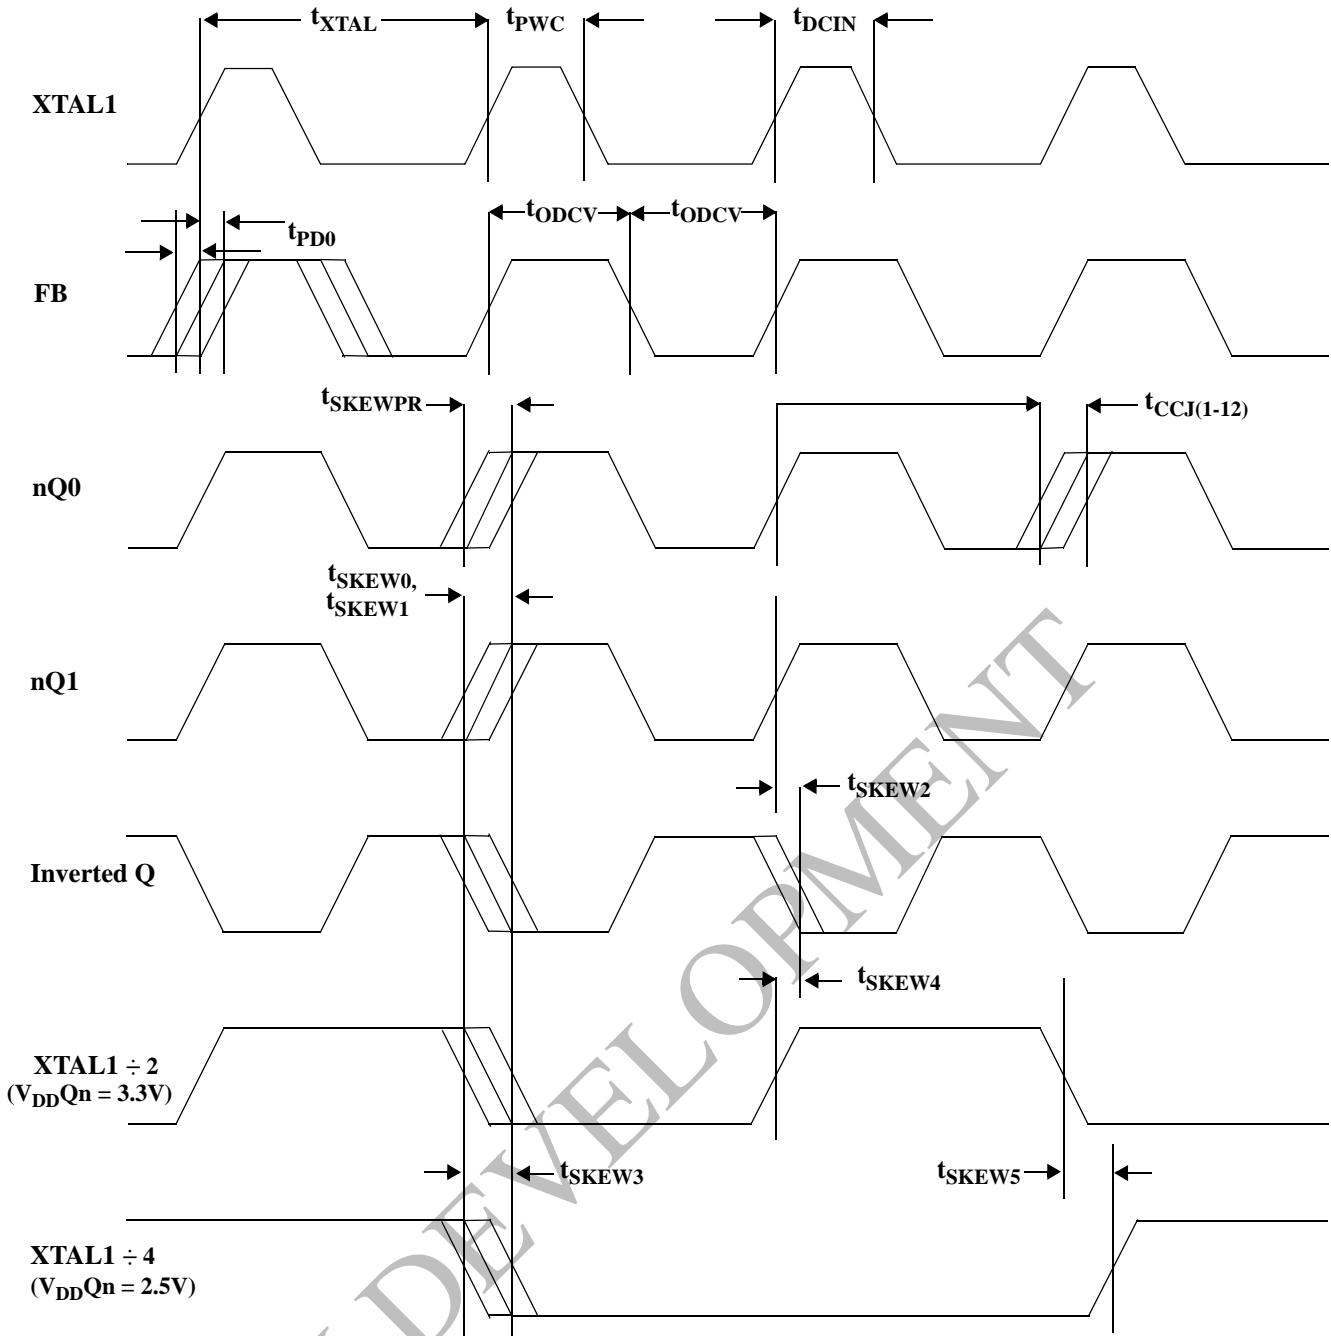 tXTAL tPWC tDCIN
XTAL1
tODCV tODCV
tPD0
FB
tSKEWPR tCCJ(1-12)
nQ0
tSKEW0,
tSKEW1
nQ1
tSKEW2
Inverted Q
tSKEW4
XTAL1 ÷ 2
(VDDQn = 3.3V)
tSKEW3 tSKEW5
XTAL1 ÷ 4
(VDDQn = 2.5V)
DEVELOPMENT